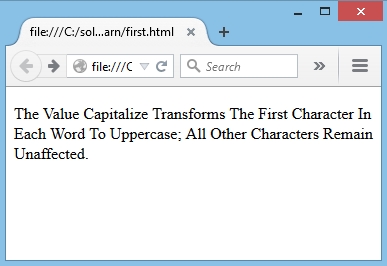 file:///C:/sol...arn/first.html
file:///C
Search
The Value Capitalize Transforms The First Character In
Each Word To Uppercase; All Other Characters Remain
Unaffected.